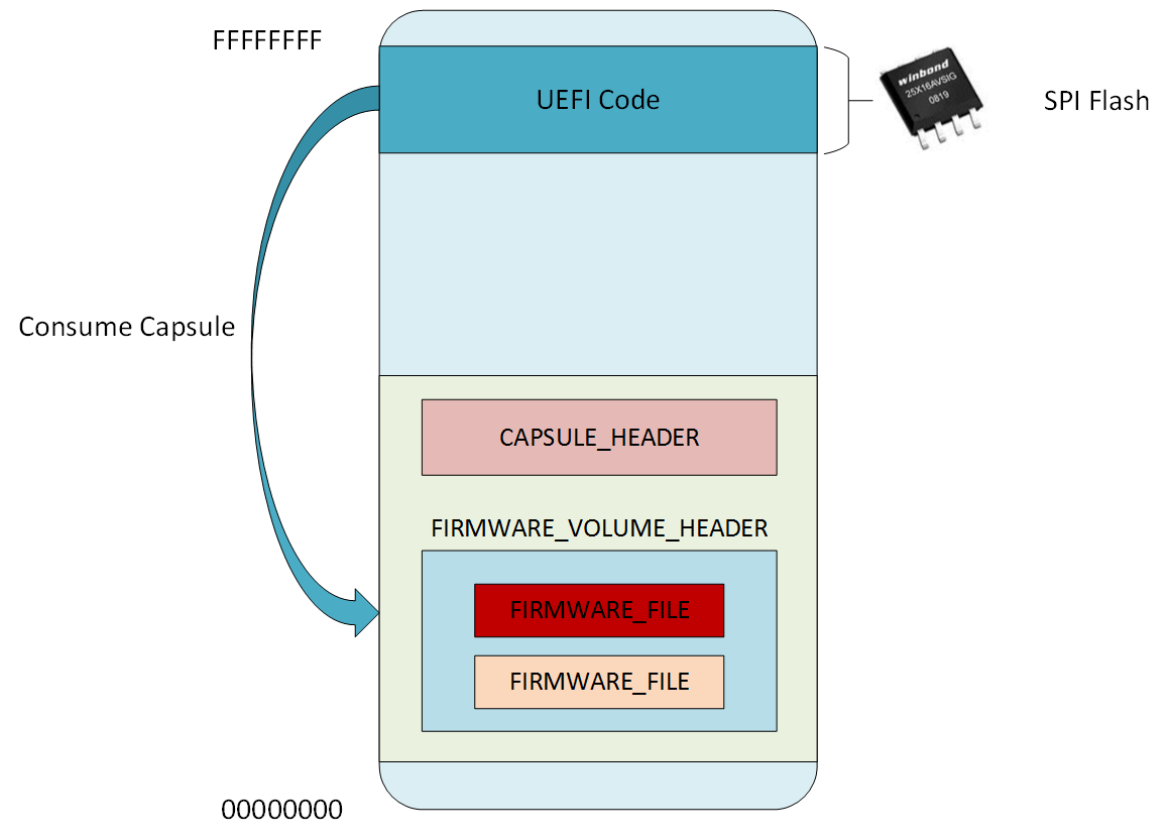 FFFFFFFF
UEFI Code
winbond
25X16AVSIG
0819
SPI Flash
Consume Capsule
CAPSULE_HEADER
FIRMWARE_VOLUME_HEADER
FIRMWARE_FILE
FIRMWARE_FILE
00000000